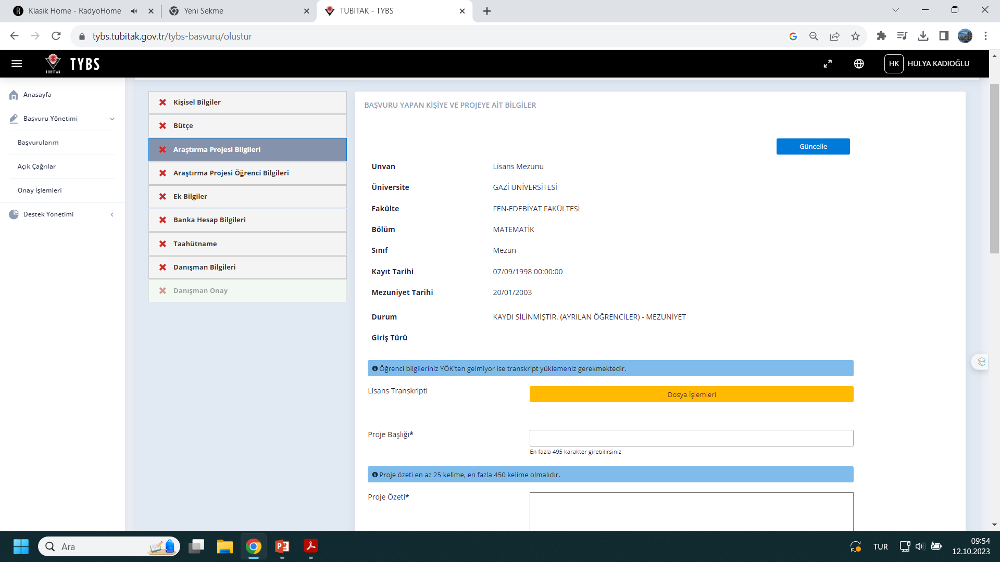 Klasik Home - RadyoHome
Yeni Sekme
TÜBİTAK - TYBS
tybs.tubitak.gov.tr/tybs-basvuru/olustur
TÜBİTAK
TYBS
HK
HÜLYA KADIOĞLU
Anasayfa
Başvuru Yönetimi
Başvurularım
Açık Çağrılar
Onay İşlemleri
Destek Yönetimi
Kişisel Bilgiler
Bütçe
Araştırma Projesi Bilgileri
Araştırma Projesi Öğrenci Bilgileri
Ek Bilgiler
Banka Hesap Bilgileri
Taahütname
Danışman Bilgileri
Danışman Onay
BAŞVURU YAPAN KİŞİYE VE PROJEYE AİT BİLGİLER
Güncelle
Unvan Lisans Mezunu
Üniversite GAZİ ÜNİVERSİTESİ
Fakülte FEN-EDEBİYAT FAKÜLTESİ
Bölüm MATEMATİK
Sınıf Mezun
Kayıt Tarihi 07/09/1998 00:00:00
Mezuniyet Tarihi 20/01/2003
Durum KAYDI SİLİNMİŞTİR. (AYRILAN ÖĞRENCİLER) - MEZUNİYET
Giriş Türü
Öğrenci bilgileriniz YÖK'ten gelmiyor ise transkript yüklemeniz gerekmektedir.
Lisans Transkripti Dosya İşlemleri
Proje Başlığı*
En fazla 495 karakter girebilirsiniz
Proje özeti en az 25 kelime, en fazla 450 kelime olmalıdır.
Proje Özeti*
Ara
TUR
09:54
12.10.2023